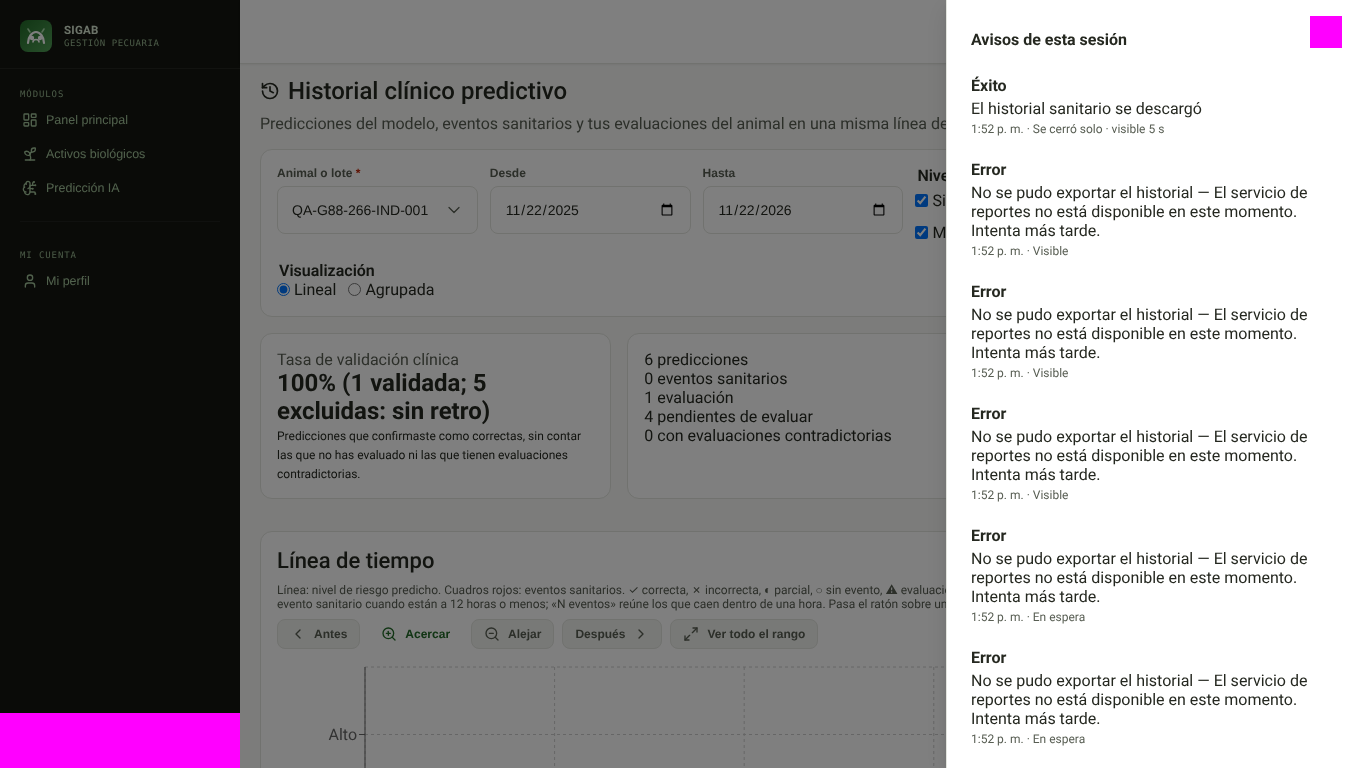 SIGAB
GESTIÓN PECUARIA
MÓDULOS
Panel principal
Activos biológicos
Predicción IA
MI CUENTA
Mi perfil
Historial clínico predictivo
Predicciones del modelo, eventos sanitarios y tus evaluaciones del animal en una misma línea de
Animal o lote *
Desde
Hasta
QA-G88-266-IND-001
11/22/2025
11/22/2026
Visualización
Lineal
Agrupada
Tasa de validación clínica
100% (1 validada; 5
excluidas: sin retro)
Predicciones que confirmaste como correctas, sin contar
las que no has evaluado ni las que tienen evaluaciones
contradictorias.
6 predicciones
0 eventos sanitarios
1 evaluación
4 pendientes de evaluar
0 con evaluaciones contradictorias
Línea de tiempo
Línea: nivel de riesgo predicho. Cuadros rojos: eventos sanitarios. ✓ correcta, × incorrecta, ◐ parcial, ○ sin evento, ⚠
evento sanitario cuando están a 12 horas o menos; «N eventos» reúne los que caen dentro de una hora. Pasa el ratón sobre
Antes
Acercar
Alejar
Después
Ver todo el rango
Alto
Avisos de esta sesión
Éxito
El historial sanitario se descargó
1:52 p. m. · Se cerró solo · visible 5 s
Error
No se pudo exportar el historial — El servicio de
reportes no está disponible en este momento.
Intenta más tarde.
1:52 p. m. · Visible
Error
No se pudo exportar el historial — El servicio de
reportes no está disponible en este momento.
Intenta más tarde.
1:52 p. m. · Visible
Error
No se pudo exportar el historial — El servicio de
reportes no está disponible en este momento.
Intenta más tarde.
1:52 p. m. · Visible
Error
No se pudo exportar el historial — El servicio de
reportes no está disponible en este momento.
Intenta más tarde.
1:52 p. m. · En espera
Error
No se pudo exportar el historial — El servicio de
reportes no está disponible en este momento.
Intenta más tarde.
1:52 p. m. · En espera